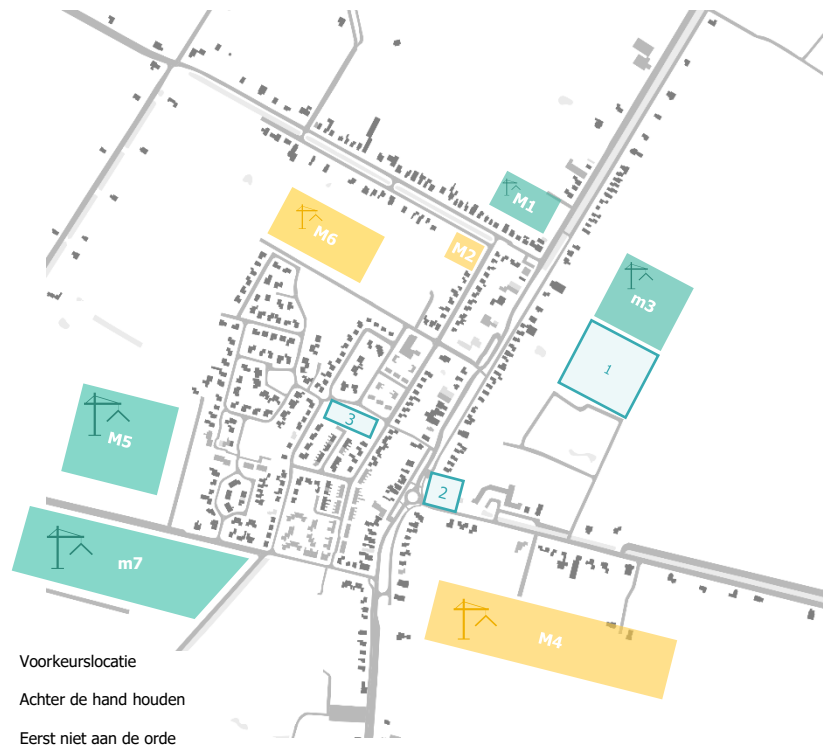 M1
M6
M2
m3
1
3
M5
2
m7
M4
Voorkeurslocatie
Achter de hand houden
Eerst niet aan de orde